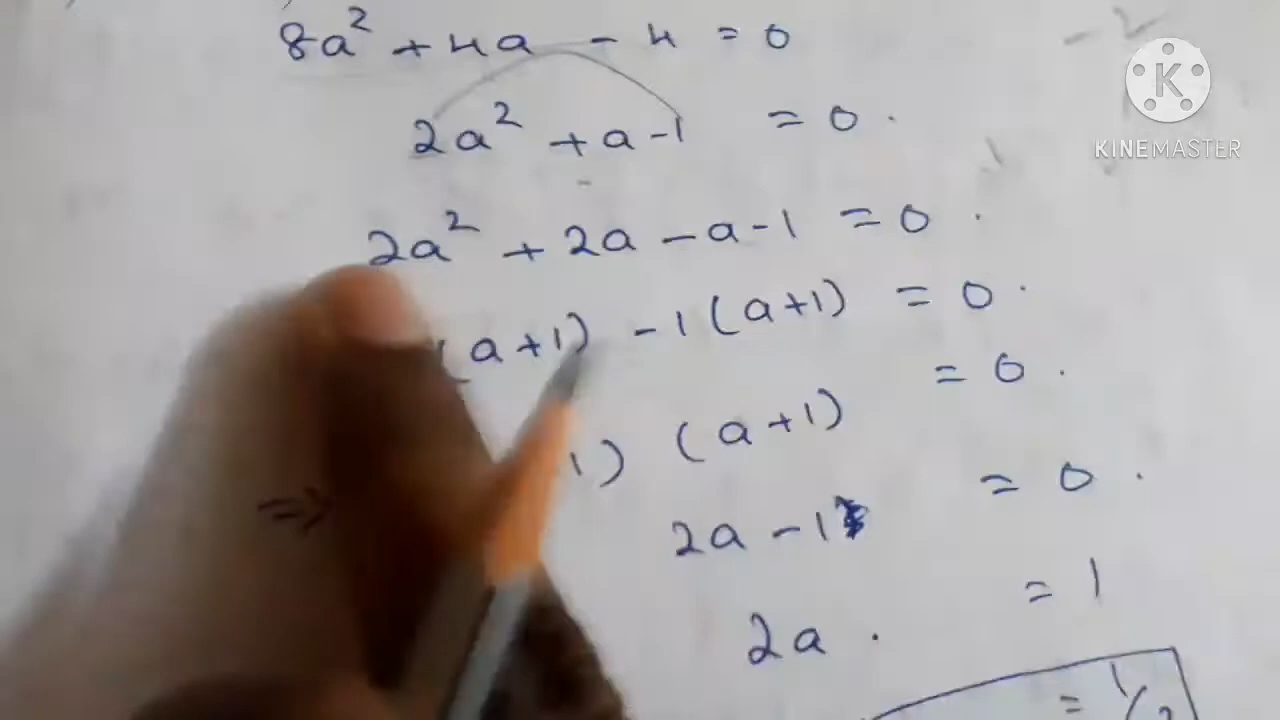 8a² + 4a - 4 = 0
2a² + a - 1 = 0.
K
KINEMASTER
2a² + 2a - a - 1 = 0.
(a+1) - 1 (a+1) = 0.
1) (a+1) = 0.
⇒ 2a - 1 = 0.
2a. = 1
= 1/2